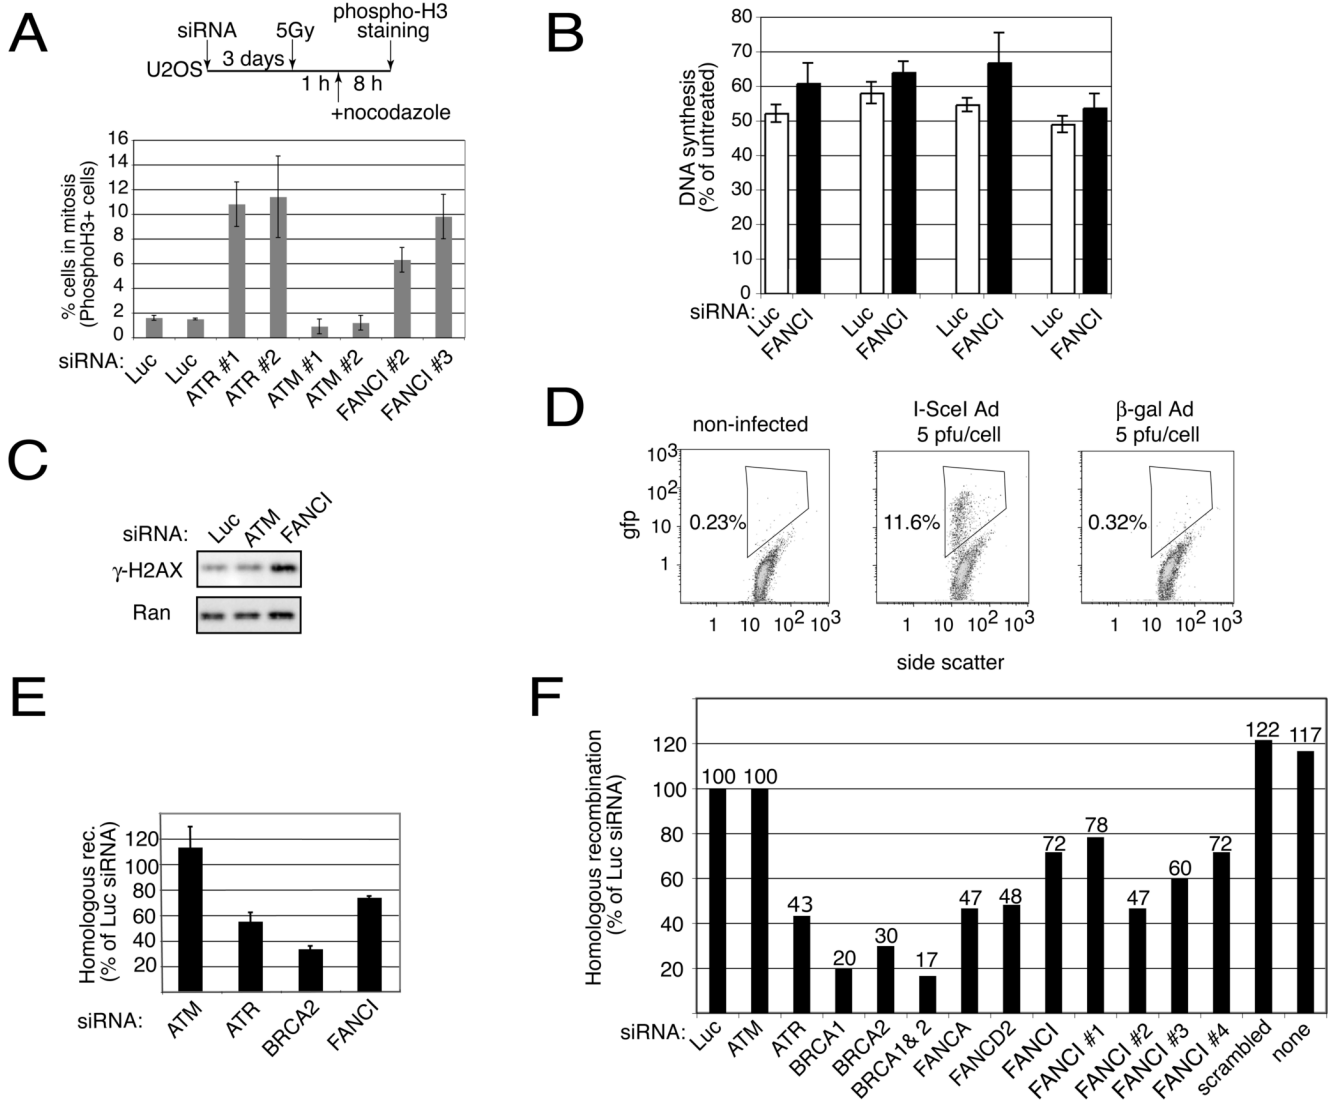 A
siRNA
5Gy
phospho-H3
staining
U2OS
3 days
1 h
8 h
+nocodazole
% cells in mitosis
(PhosphoH3+ cells)
16
14
12
10
8
6
4
2
0
siRNA:
Luc
Luc
ATR #1
ATR #2
ATM #1
ATM #2
FANCI #2
FANCI #3
B
DNA synthesis
(% of untreated)
80
70
60
50
40
30
20
10
0
siRNA:
Luc
FANCI
Luc
FANCI
Luc
FANCI
Luc
FANCI
C
siRNA:
Luc
ATM
FANCI
γ-H2AX
Ran
D
non-infected
I-SceI Ad
5 pfu/cell
β-gal Ad
5 pfu/cell
gfp
10³
10²
10
1
0.23%
11.6%
0.32%
1 10 10² 10³
1 10 10² 10³
1 10 10² 10³
side scatter
E
Homologous rec.
(% of Luc siRNA)
120
100
80
60
40
20
siRNA:
ATM
ATR
BRCA2
FANCI
F
Homologous recombination
(% of Luc siRNA)
120
100
80
60
40
20
100
100
43
20
30
17
47
48
72
78
47
60
72
122
117
siRNA:
Luc
ATM
ATR
BRCA1
BRCA2
BRCA1& 2
FANCA
FANCD2
FANCI
FANCI #1
FANCI #2
FANCI #3
FANCI #4
scrambled
none